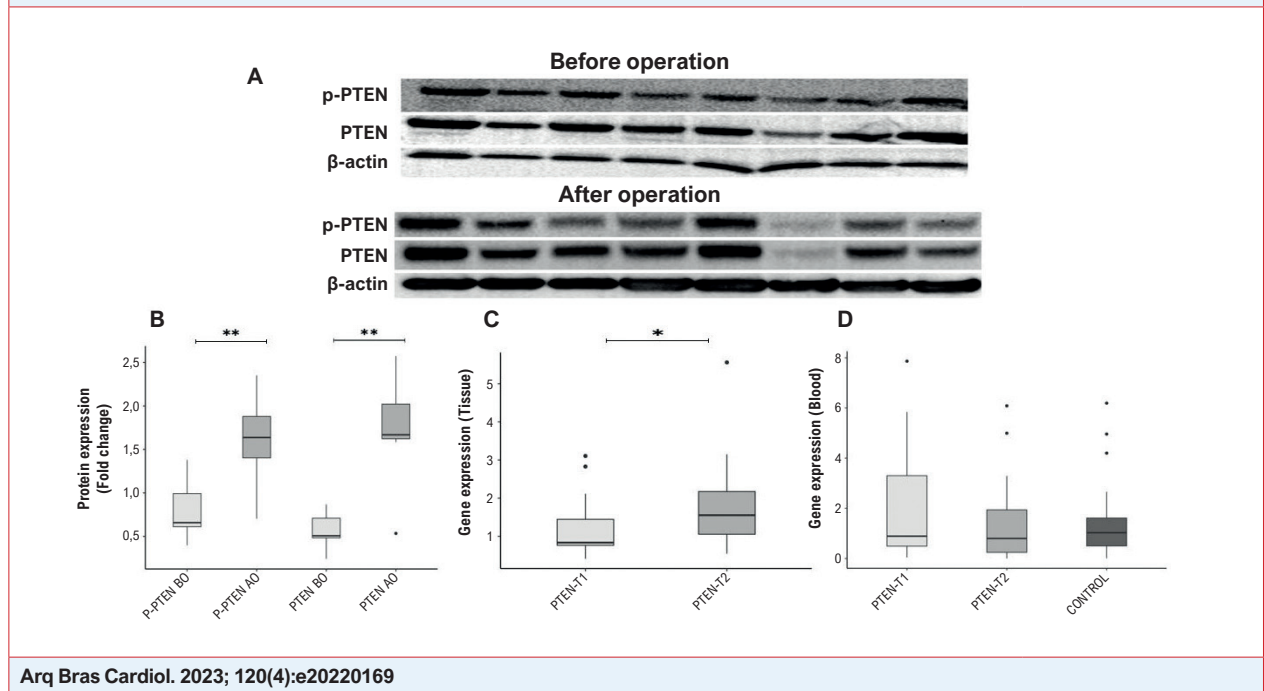 A
Before operation
p-PTEN
PTEN
β-actin
After operation
p-PTEN
PTEN
β-actin
B
**
**
Protein expression
(Fold change)
2,5
2,0
1,5
1,0
0,5
P-PTEN BO
P-PTEN AO
PTEN BO
PTEN AO
C
*
Gene expression (Tissue)
5
4
3
2
1
PTEN-T1
PTEN-T2
D
Gene expression (Blood)
8
6
4
2
0
PTEN-T1
PTEN-T2
CONTROL
Arq Bras Cardiol. 2023; 120(4):e20220169